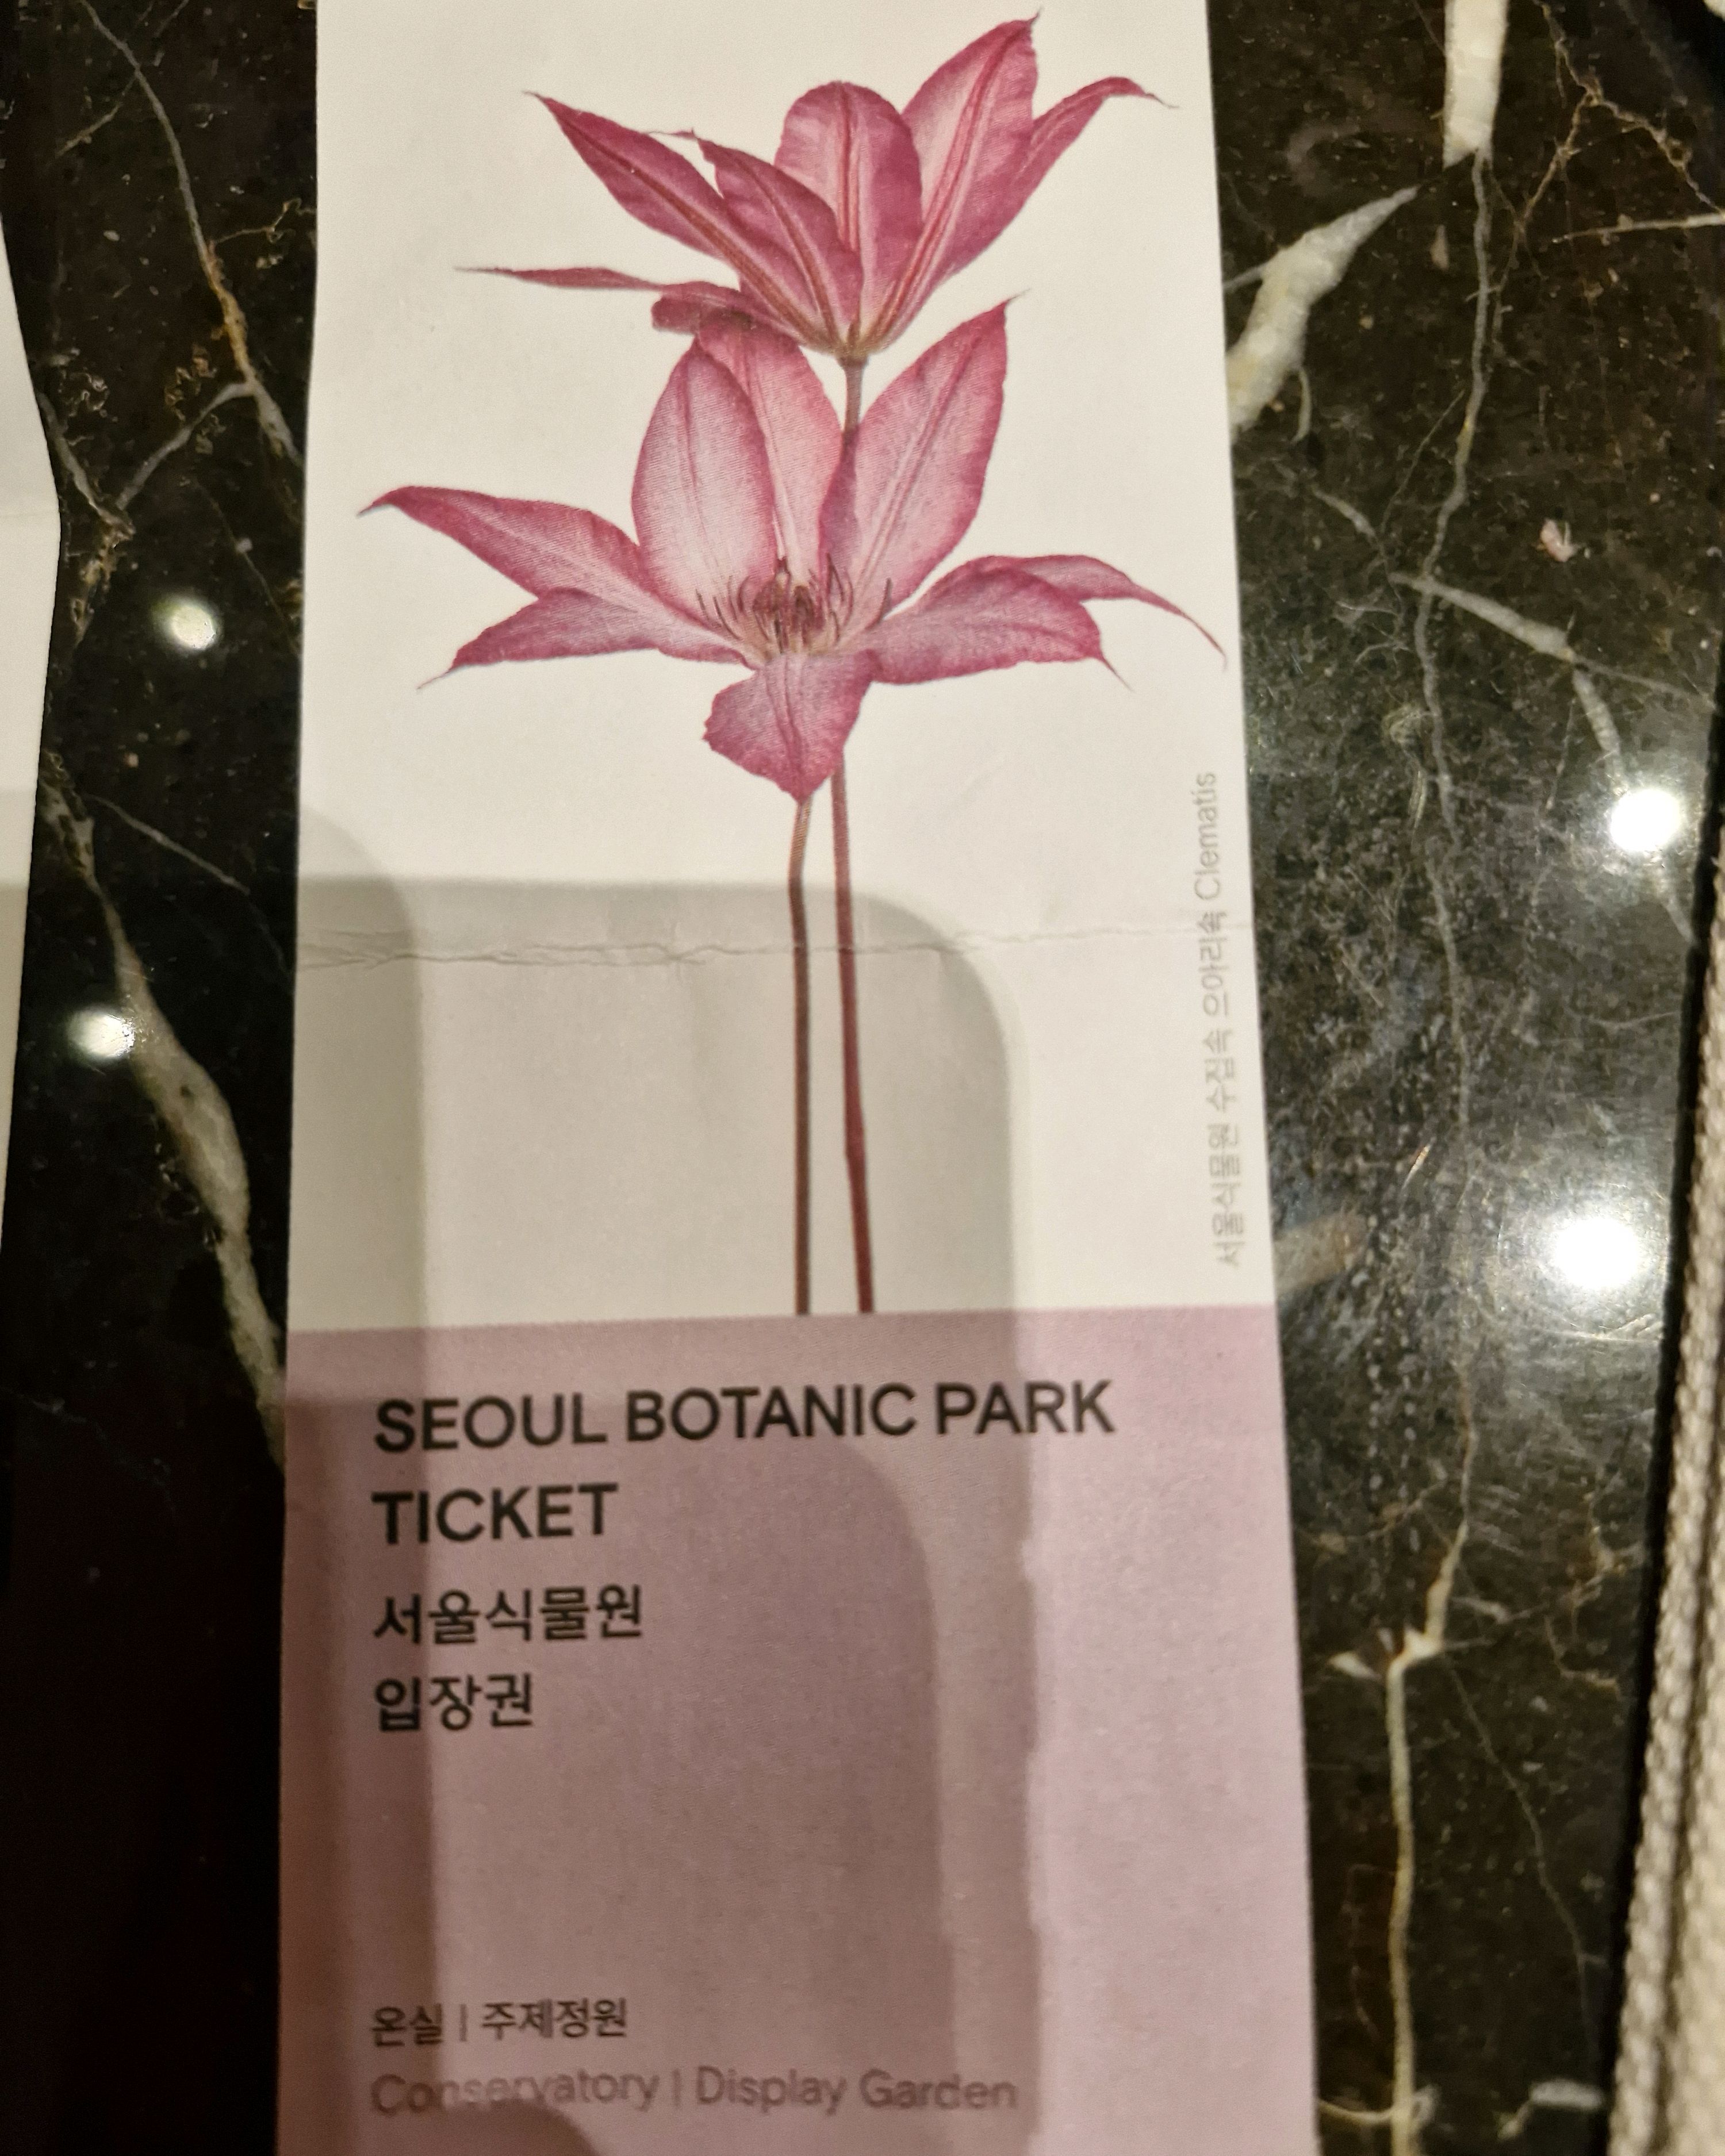 서울식물원 수집속 으아리속 Clematis
SEOUL BOTANIC PARK
TICKET
서울식물원
입장권
온실 | 주제정원
Conservatory | Display Garden